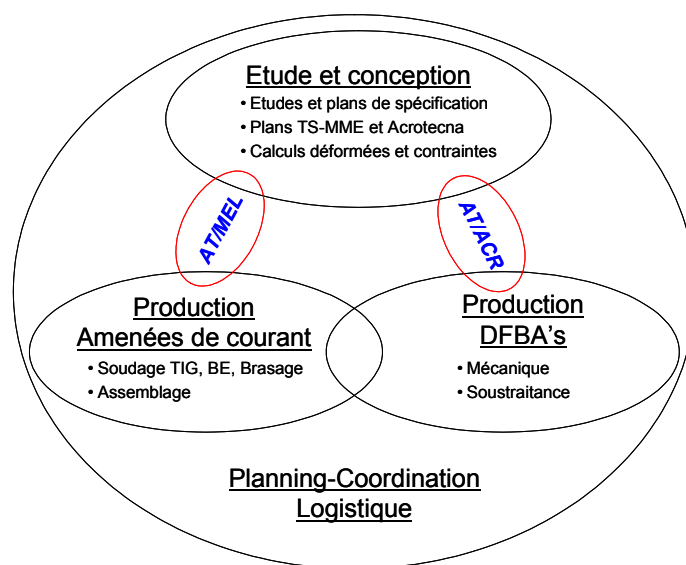 Etude et conception
• Etudes et plans de spécification
• Plans TS-MME et Acrotecna
• Calculs déformées et contraintes
AT/MEL
AT/ACR
Production
Amenées de courant
• Soudage TIG, BE, Brasage
• Assemblage
Production
DFBA's
• Mécanique
• Soustraitance
Planning-Coordination
Logistique